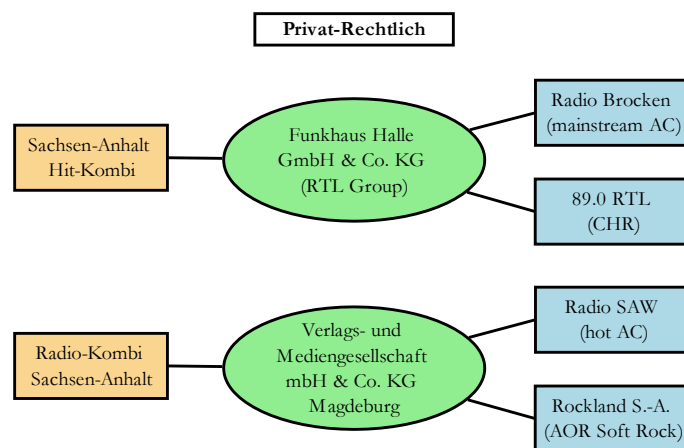 Privat-Rechtlich
Sachsen-Anhalt
Hit-Kombi
Funkhaus Halle
GmbH & Co. KG
(RTL Group)
Radio Brocken
(mainstream AC)
89.0 RTL
(CHR)
Radio-Kombi
Sachsen-Anhalt
Verlags- und
Mediengesellschaft
mbH & Co. KG
Magdeburg
Radio SAW
(hot AC)
Rockland S.-A.
(AOR Soft Rock)